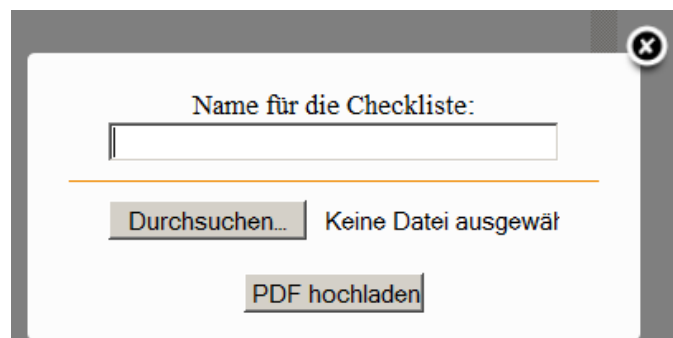 Name für die Checkliste:
Durchsuchen... Keine Datei ausgewäh
PDF hochladen